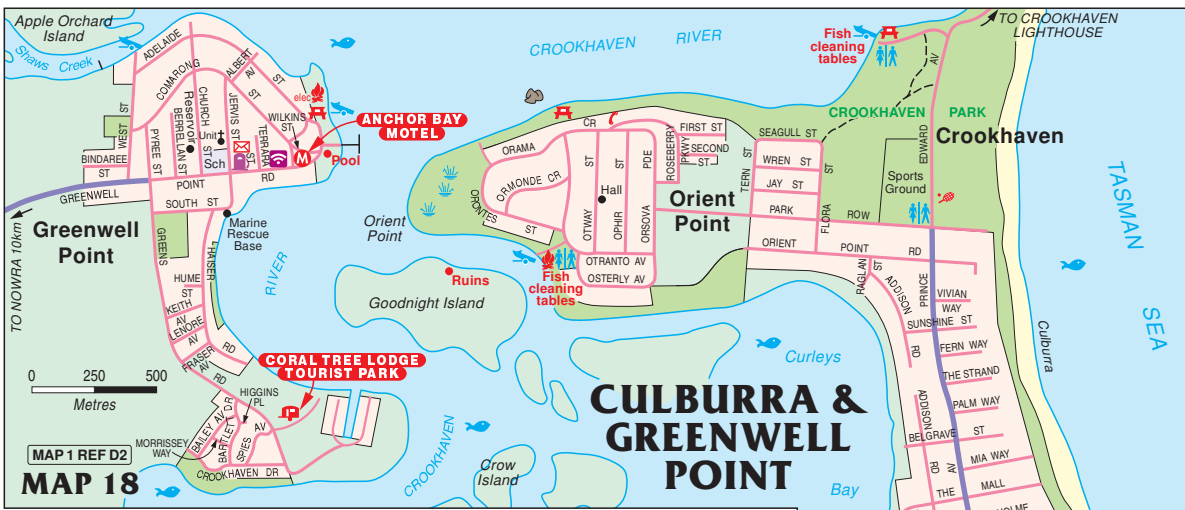 Apple Orchard
Island
Shaws Creek
ADELAIDE
ST
COMARONG
ST
ALBERT
AV
ST
WEST ST
BINDAREE
ST
PYREE ST
Reservoir
BERRELLAN ST
CHURCH
ST
Unit
Sch
JERVIS ST
TERRARA
ST
WILKINS
ST
elec
ANCHOR BAY
MOTEL
M
Pool
GREENWELL
POINT
RD
SOUTH ST
Greenwell
Point
TO NOWRA 10km
Marine
Rescue
Base
GREENS
RD
HAISER
RD
HUME
ST
KEITH
AV
LENORE
AV
FRASER
AV
0 250 500
Metres
CORAL TREE LODGE
TOURIST PARK
HIGGINS
PL
BAILEY AV
BARTLETT DR
SPIES
AV
MORRISSEY
WAY
CROOKHAVEN DR
MAP 1 REF D2
MAP 18
CROOKHAVEN RIVER
RIVER
CROOKHAVEN
Orient
Point
Ruins
Goodnight Island
Crow
Island
CR
ORAMA
ORMONDE CR
ORONTES
ST
OTWAY
ST
Hall
OPHIR
ST
ORSOVA
PDE
OTRANTO AV
OSTERLY AV
Fish
cleaning
tables
ROSEBERRY
PKWY
FIRST ST
SECOND
ST
Orient
Point
SEAGULL ST
WREN ST
JAY ST
TERN ST
FLORA
ST
PARK ROW
ORIENT POINT RD
Fish
cleaning
tables
TO CROOKHAVEN
LIGHTHOUSE
CROOKHAVEN PARK
Crookhaven
EDWARD
AV
Sports
Ground
RAGLAN
ST
ADDISON
RD
PRINCE
VIVIAN
WAY
SUNSHINE ST
FERN WAY
THE STRAND
PALM WAY
ADDISON
RD
BELGRAVE ST
MIA WAY
AV
THE MALL
Culburra
TASMAN
SEA
Curleys
Bay
CULBURRA &
GREENWELL
POINT